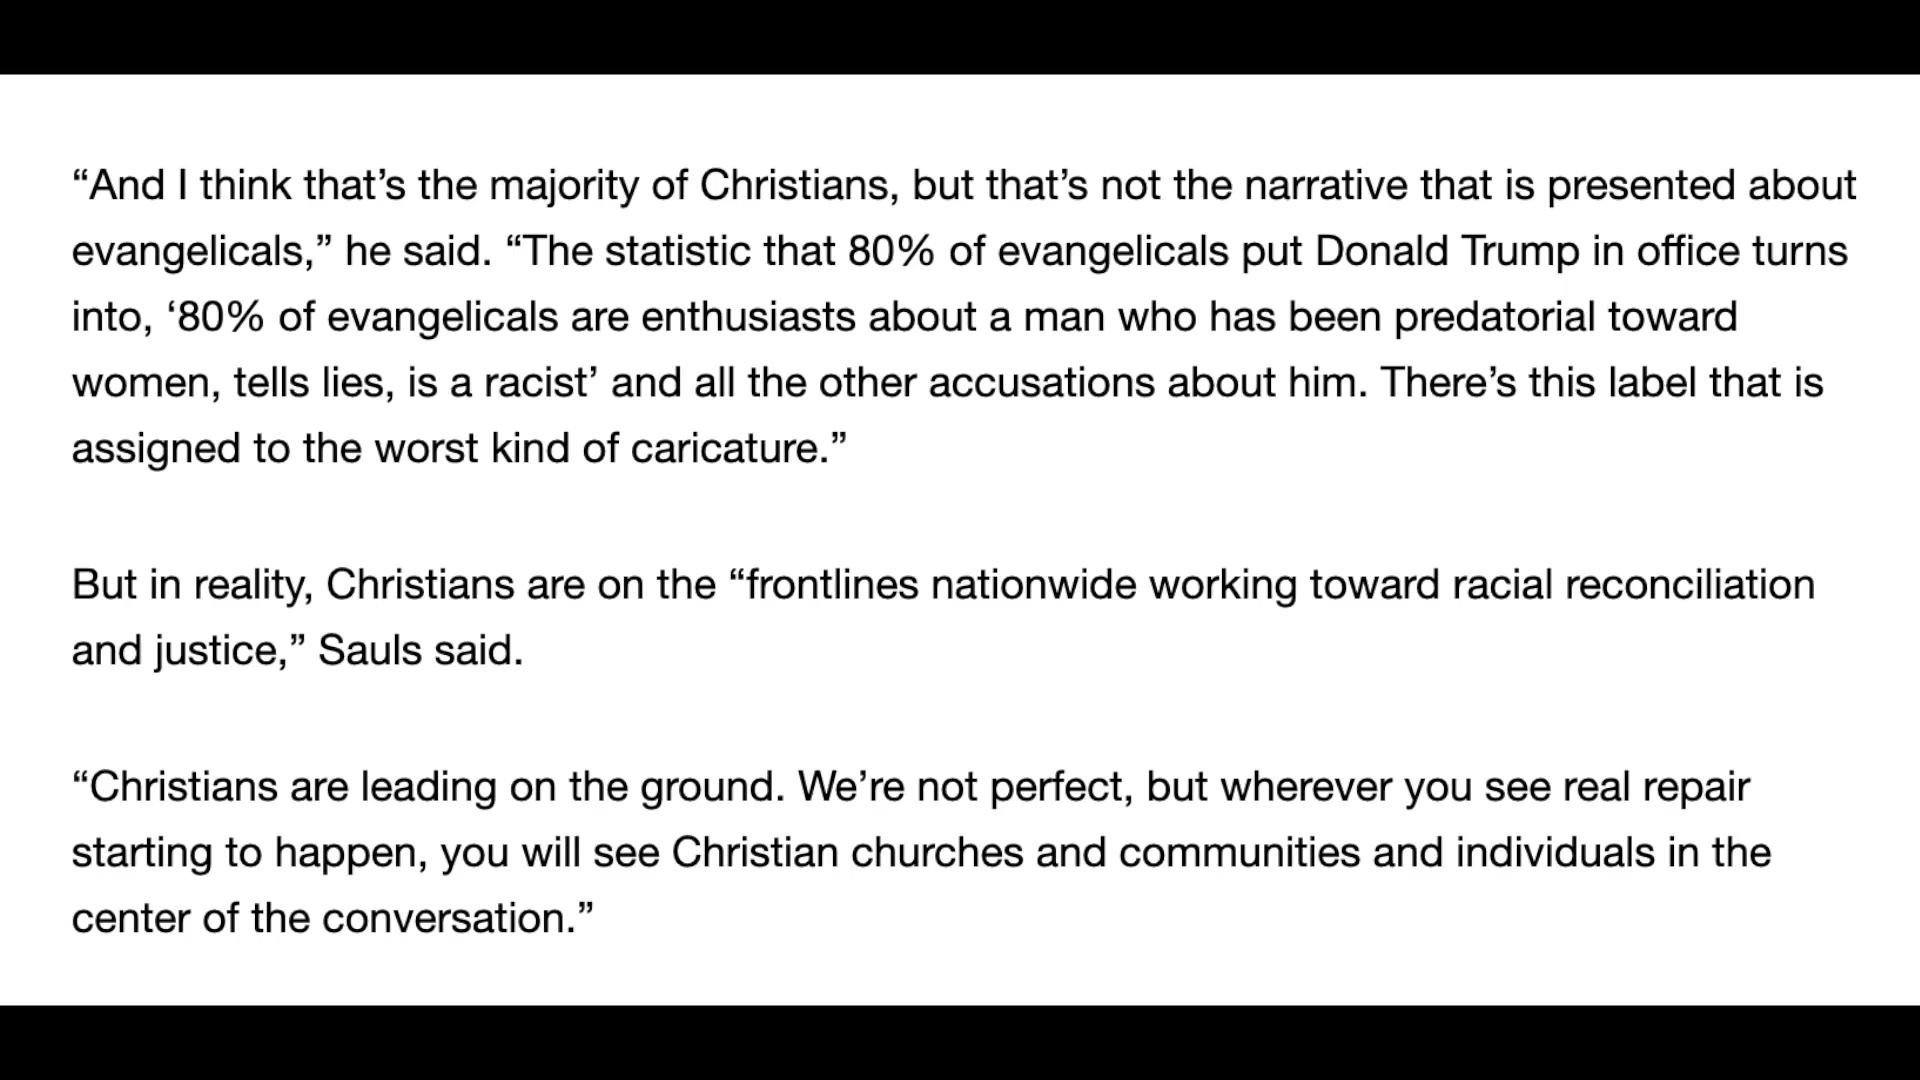 “And I think that’s the majority of Christians, but that’s not the narrative that is presented about
evangelicals,” he said. “The statistic that 80% of evangelicals put Donald Trump in office turns
into, ‘80% of evangelicals are enthusiasts about a man who has been predatorial toward
women, tells lies, is a racist’ and all the other accusations about him. There’s this label that is
assigned to the worst kind of caricature.”
But in reality, Christians are on the “frontlines nationwide working toward racial reconciliation
and justice,” Sauls said.
“Christians are leading on the ground. We’re not perfect, but wherever you see real repair
starting to happen, you will see Christian churches and communities and individuals in the
center of the conversation.”